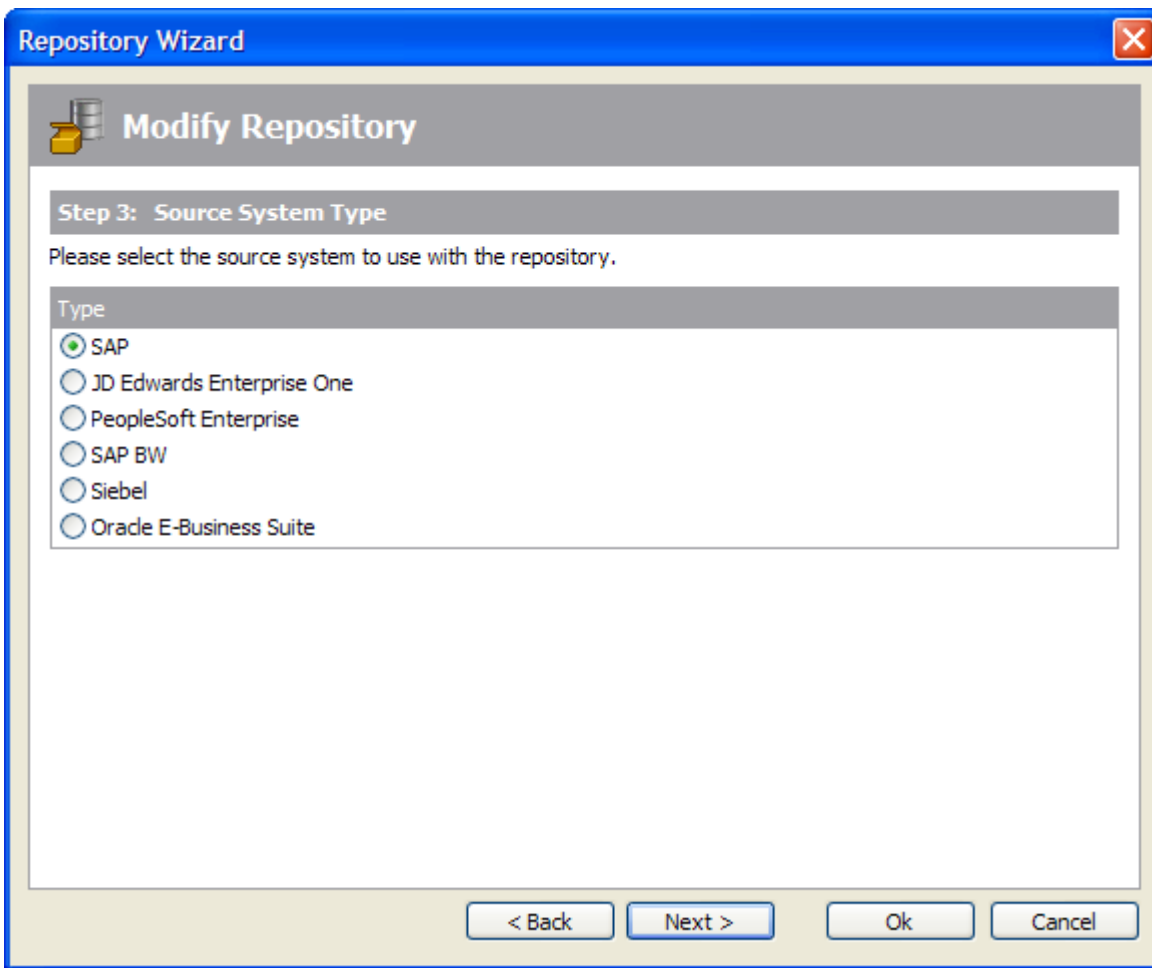 Repository Wizard
Modify Repository
Step 3: Source System Type
Please select the source system to use with the repository.
Type
SAP
JD Edwards Enterprise One
PeopleSoft Enterprise
SAP BW
Siebel
Oracle E-Business Suite
< Back Next > Ok Cancel